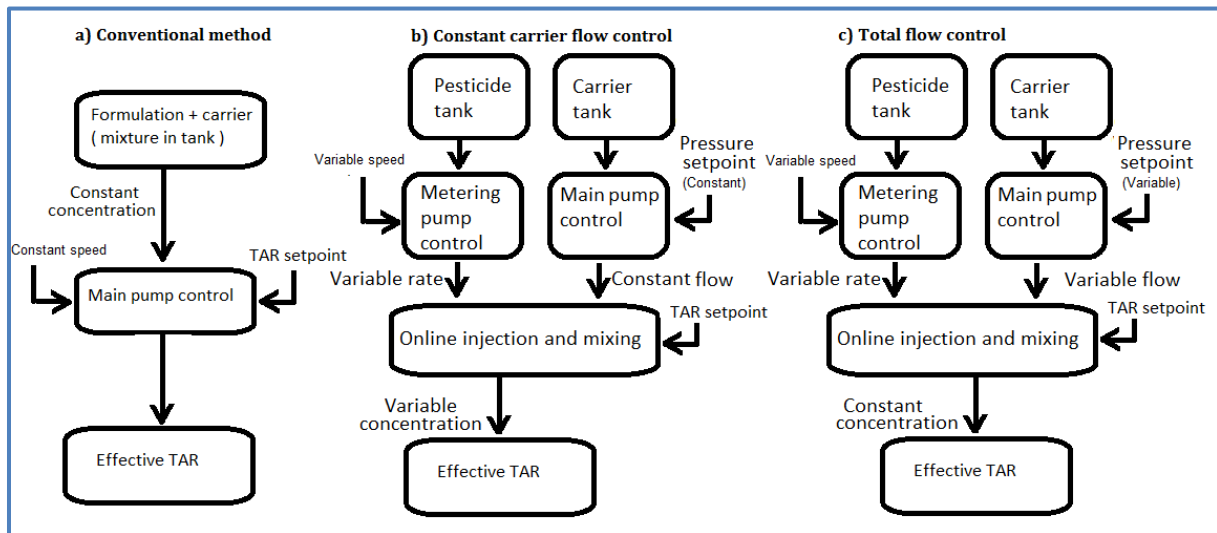 a) Conventional method
Formulation + carrier
( mixture in tank )
Constant
concentration
Constant speed
TAR setpoint
Main pump control
Effective TAR
b) Constant carrier flow control
Pesticide
tank
Carrier
tank
Variable speed
Pressure
setpoint
(Constant)
Metering
pump
control
Main pump
control
Variable rate
Constant flow
TAR setpoint
Online injection and mixing
Variable
concentration
Effective TAR
c) Total flow control
Pesticide
tank
Carrier
tank
Variable speed
Pressure
setpoint
(Variable)
Metering
pump
control
Main pump
control
Variable rate
Variable flow
TAR setpoint
Online injection and mixing
Constant
concentration
Effective TAR